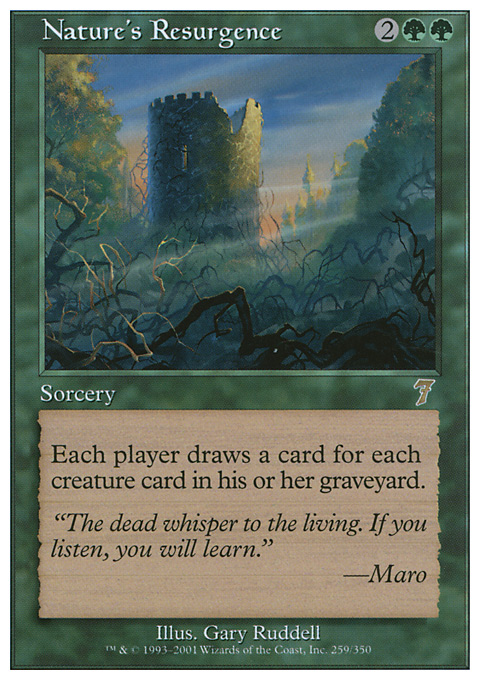 Nature's Resurgence 2
Sorcery 7
Each player draws a card for each
creature card in his or her graveyard.
“The dead whisper to the living. If you
listen, you will learn.”
—Maro
Illus. Gary Ruddell
™ & © 1993–2001 Wizards of the Coast, Inc. 259/350